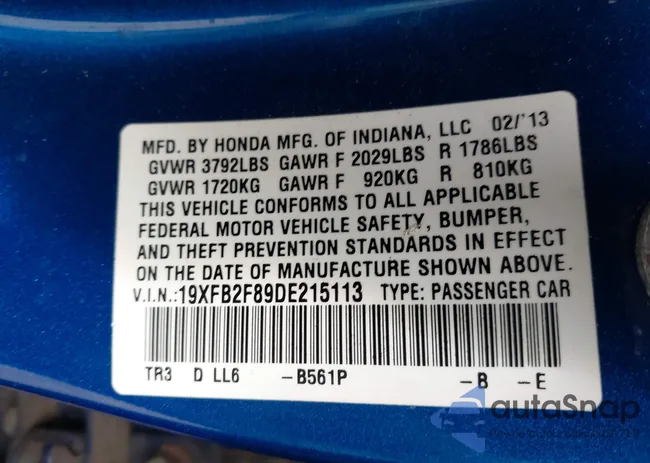 MFD. BY HONDA MFG. OF INDIANA, LLC 02/'13
GVWR 3792LBS GAWR F 2029LBS R 1786LBS
GVWR 1720KG GAWR F 920KG R 810KG
THIS VEHICLE CONFORMS TO ALL APPLICABLE
FEDERAL MOTOR VEHICLE SAFETY, BUMPER,
AND THEFT PREVENTION STANDARDS IN EFFECT
ON THE DATE OF MANUFACTURE SHOWN ABOVE.
V.I.N.:19XFB2F89DE215113 TYPE: PASSENGER CAR
TR3 D LL6 -B561P -B -E
autaSnap